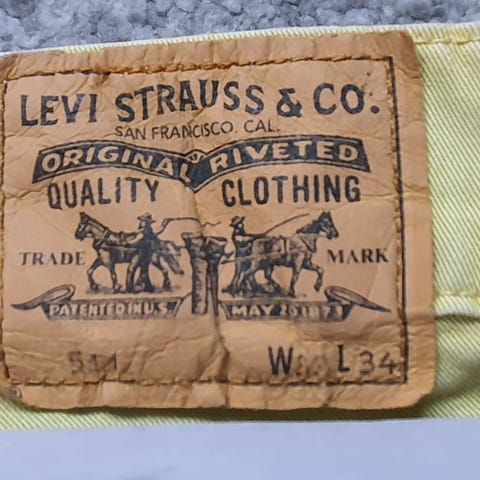 LEVI STRAUSS & CO.
SAN FRANCISCO. CAL.
ORIGINAL RIVETED
QUALITY CLOTHING
TRADE MARK
PATENTED IN U.S. MAY 20 1873
W L 34